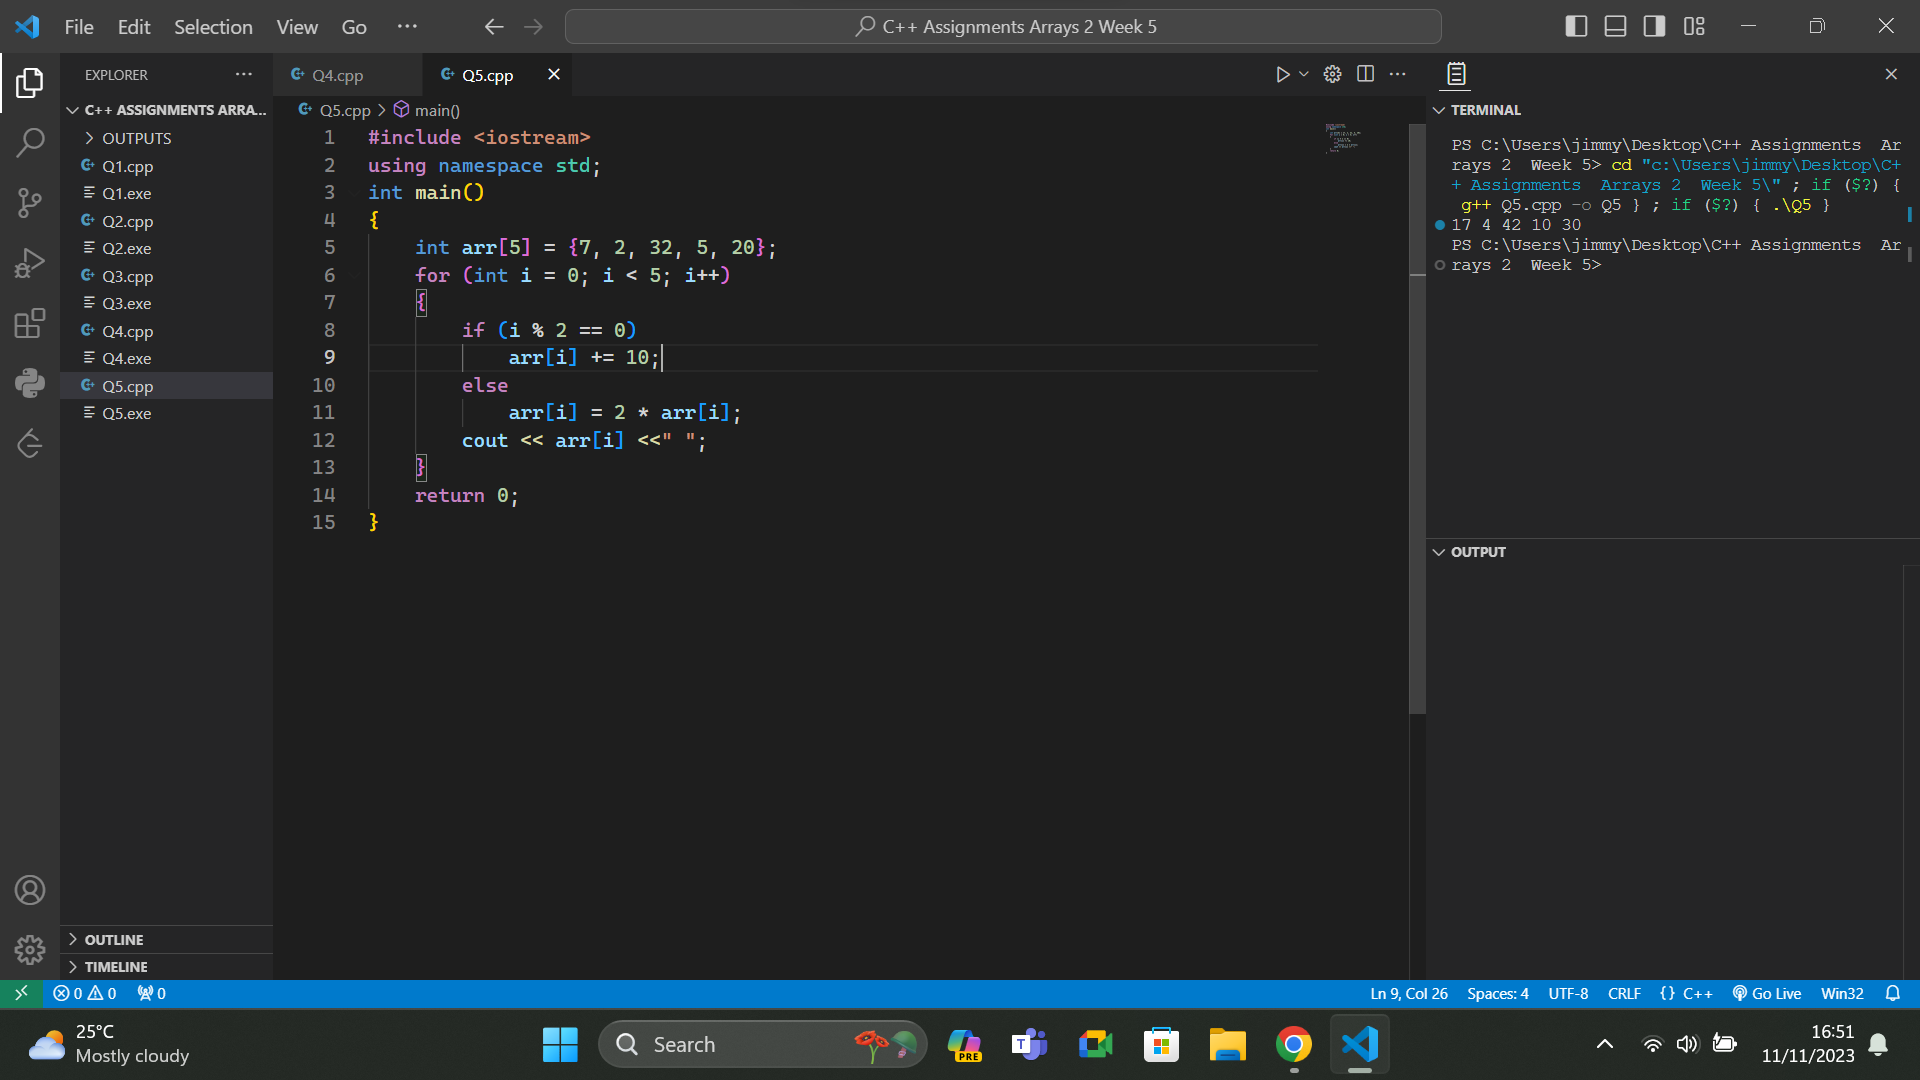 File Edit Selection View Go ···
C++ Assignments Arrays 2 Week 5
EXPLORER
C++ ASSIGNMENTS ARRA...
OUTPUTS
Q1.cpp
Q1.exe
Q2.cpp
Q2.exe
Q3.cpp
Q3.exe
Q4.cpp
Q4.exe
Q5.cpp
Q5.exe
OUTLINE
TIMELINE
Q4.cpp
Q5.cpp
Q5.cpp > main()
1 #include <iostream>
2 using namespace std;
3 int main()
4 {
5 int arr[5] = {7, 2, 32, 5, 20};
6 for (int i = 0; i < 5; i++)
7 {
8 if (i % 2 == 0)
9 arr[i] += 10;
10 else
11 arr[i] = 2 * arr[i];
12 cout << arr[i] <<" ";
13 }
14 return 0;
15 }
TERMINAL
PS C:\Users\jimmy\Desktop\C++ Assignments  Ar
rays 2  Week 5> cd "c:\Users\jimmy\Desktop\C+
+ Assignments  Arrays 2  Week 5\" ; if ($?) {
g++ Q5.cpp -o Q5 } ; if ($?) { .\Q5 }
17 4 42 10 30
PS C:\Users\jimmy\Desktop\C++ Assignments  Ar
rays 2  Week 5>
OUTPUT
0 0 0
Ln 9, Col 26 Spaces: 4 UTF-8 CRLF {} C++ Go Live Win32
25°C
Mostly cloudy
Search
PRE
T
16:51
11/11/2023